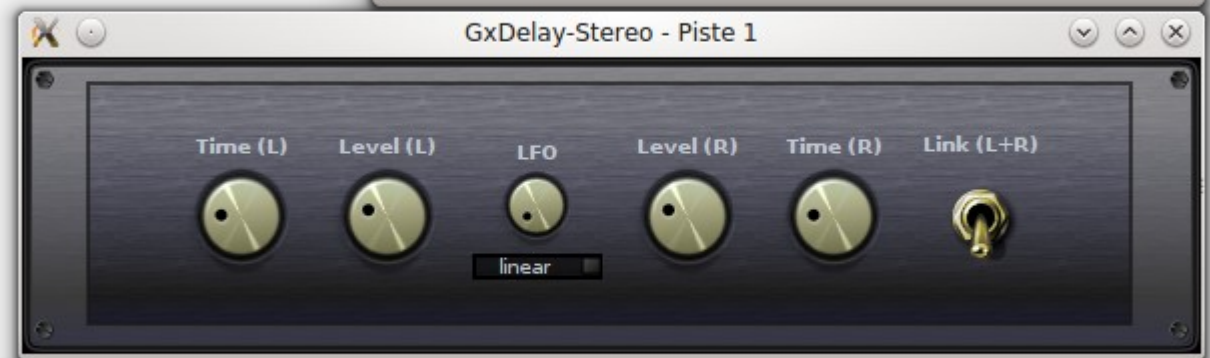 GxDelay-Stereo - Piste 1
Time (L) Level (L) LFO Level (R) Time (R) Link (L+R)
linear